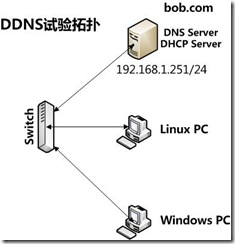 bob.com
DDNS试验拓扑
DNS Server
DHCP Server
192.168.1.251/24
Switch
Linux PC
Windows PC